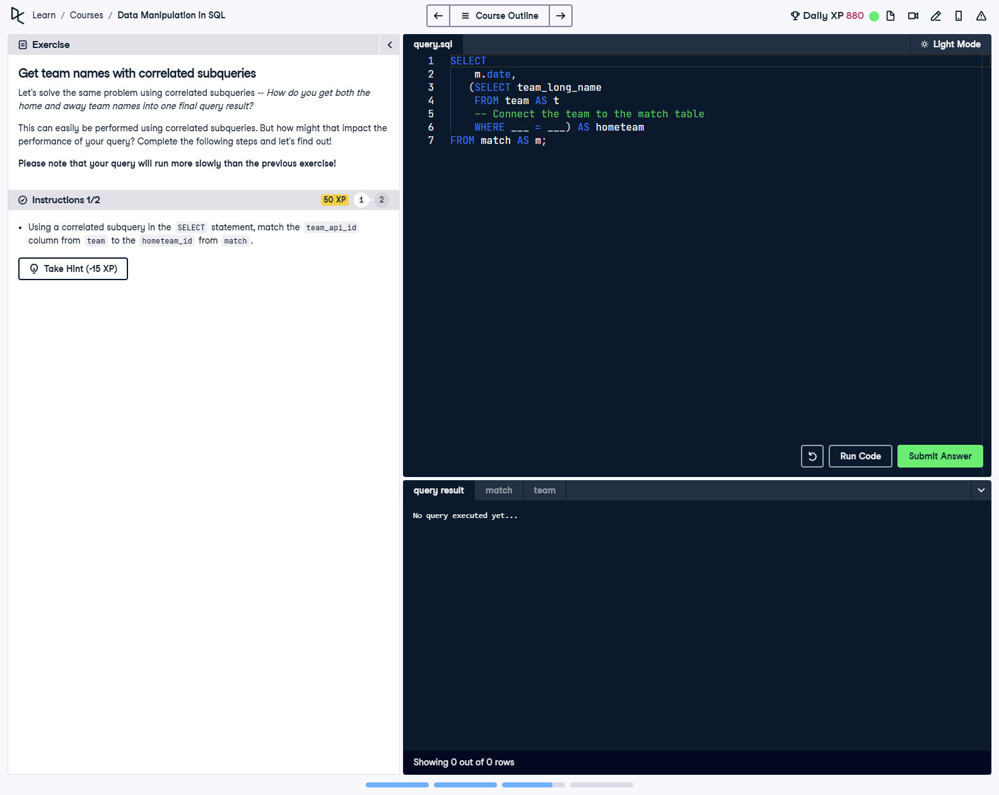 Learn / Courses / Data Manipulation in SQL
Course Outline
Daily XP 880
Exercise
Get team names with correlated subqueries
Let's solve the same problem using correlated subqueries -- How do you get both the
home and away team names into one final query result?
This can easily be performed using correlated subqueries. But how might that impact the
performance of your query? Complete the following steps and let's find out!
Please note that your query will run more slowly than the previous exercise!
Instructions 1/2
50 XP
1
2
• Using a correlated subquery in the SELECT statement, match the team_api_id
column from team to the hometeam_id from match.
Take Hint (-15 XP)
query.sql
Light Mode
1 SELECT
2 m.date,
3 (SELECT team_long_name
4 FROM team AS t
5 -- Connect the team to the match table
6 WHERE ___ = ___) AS hometeam
7 FROM match AS m;
Run Code
Submit Answer
query result
match
team
No query executed yet...
Showing 0 out of 0 rows